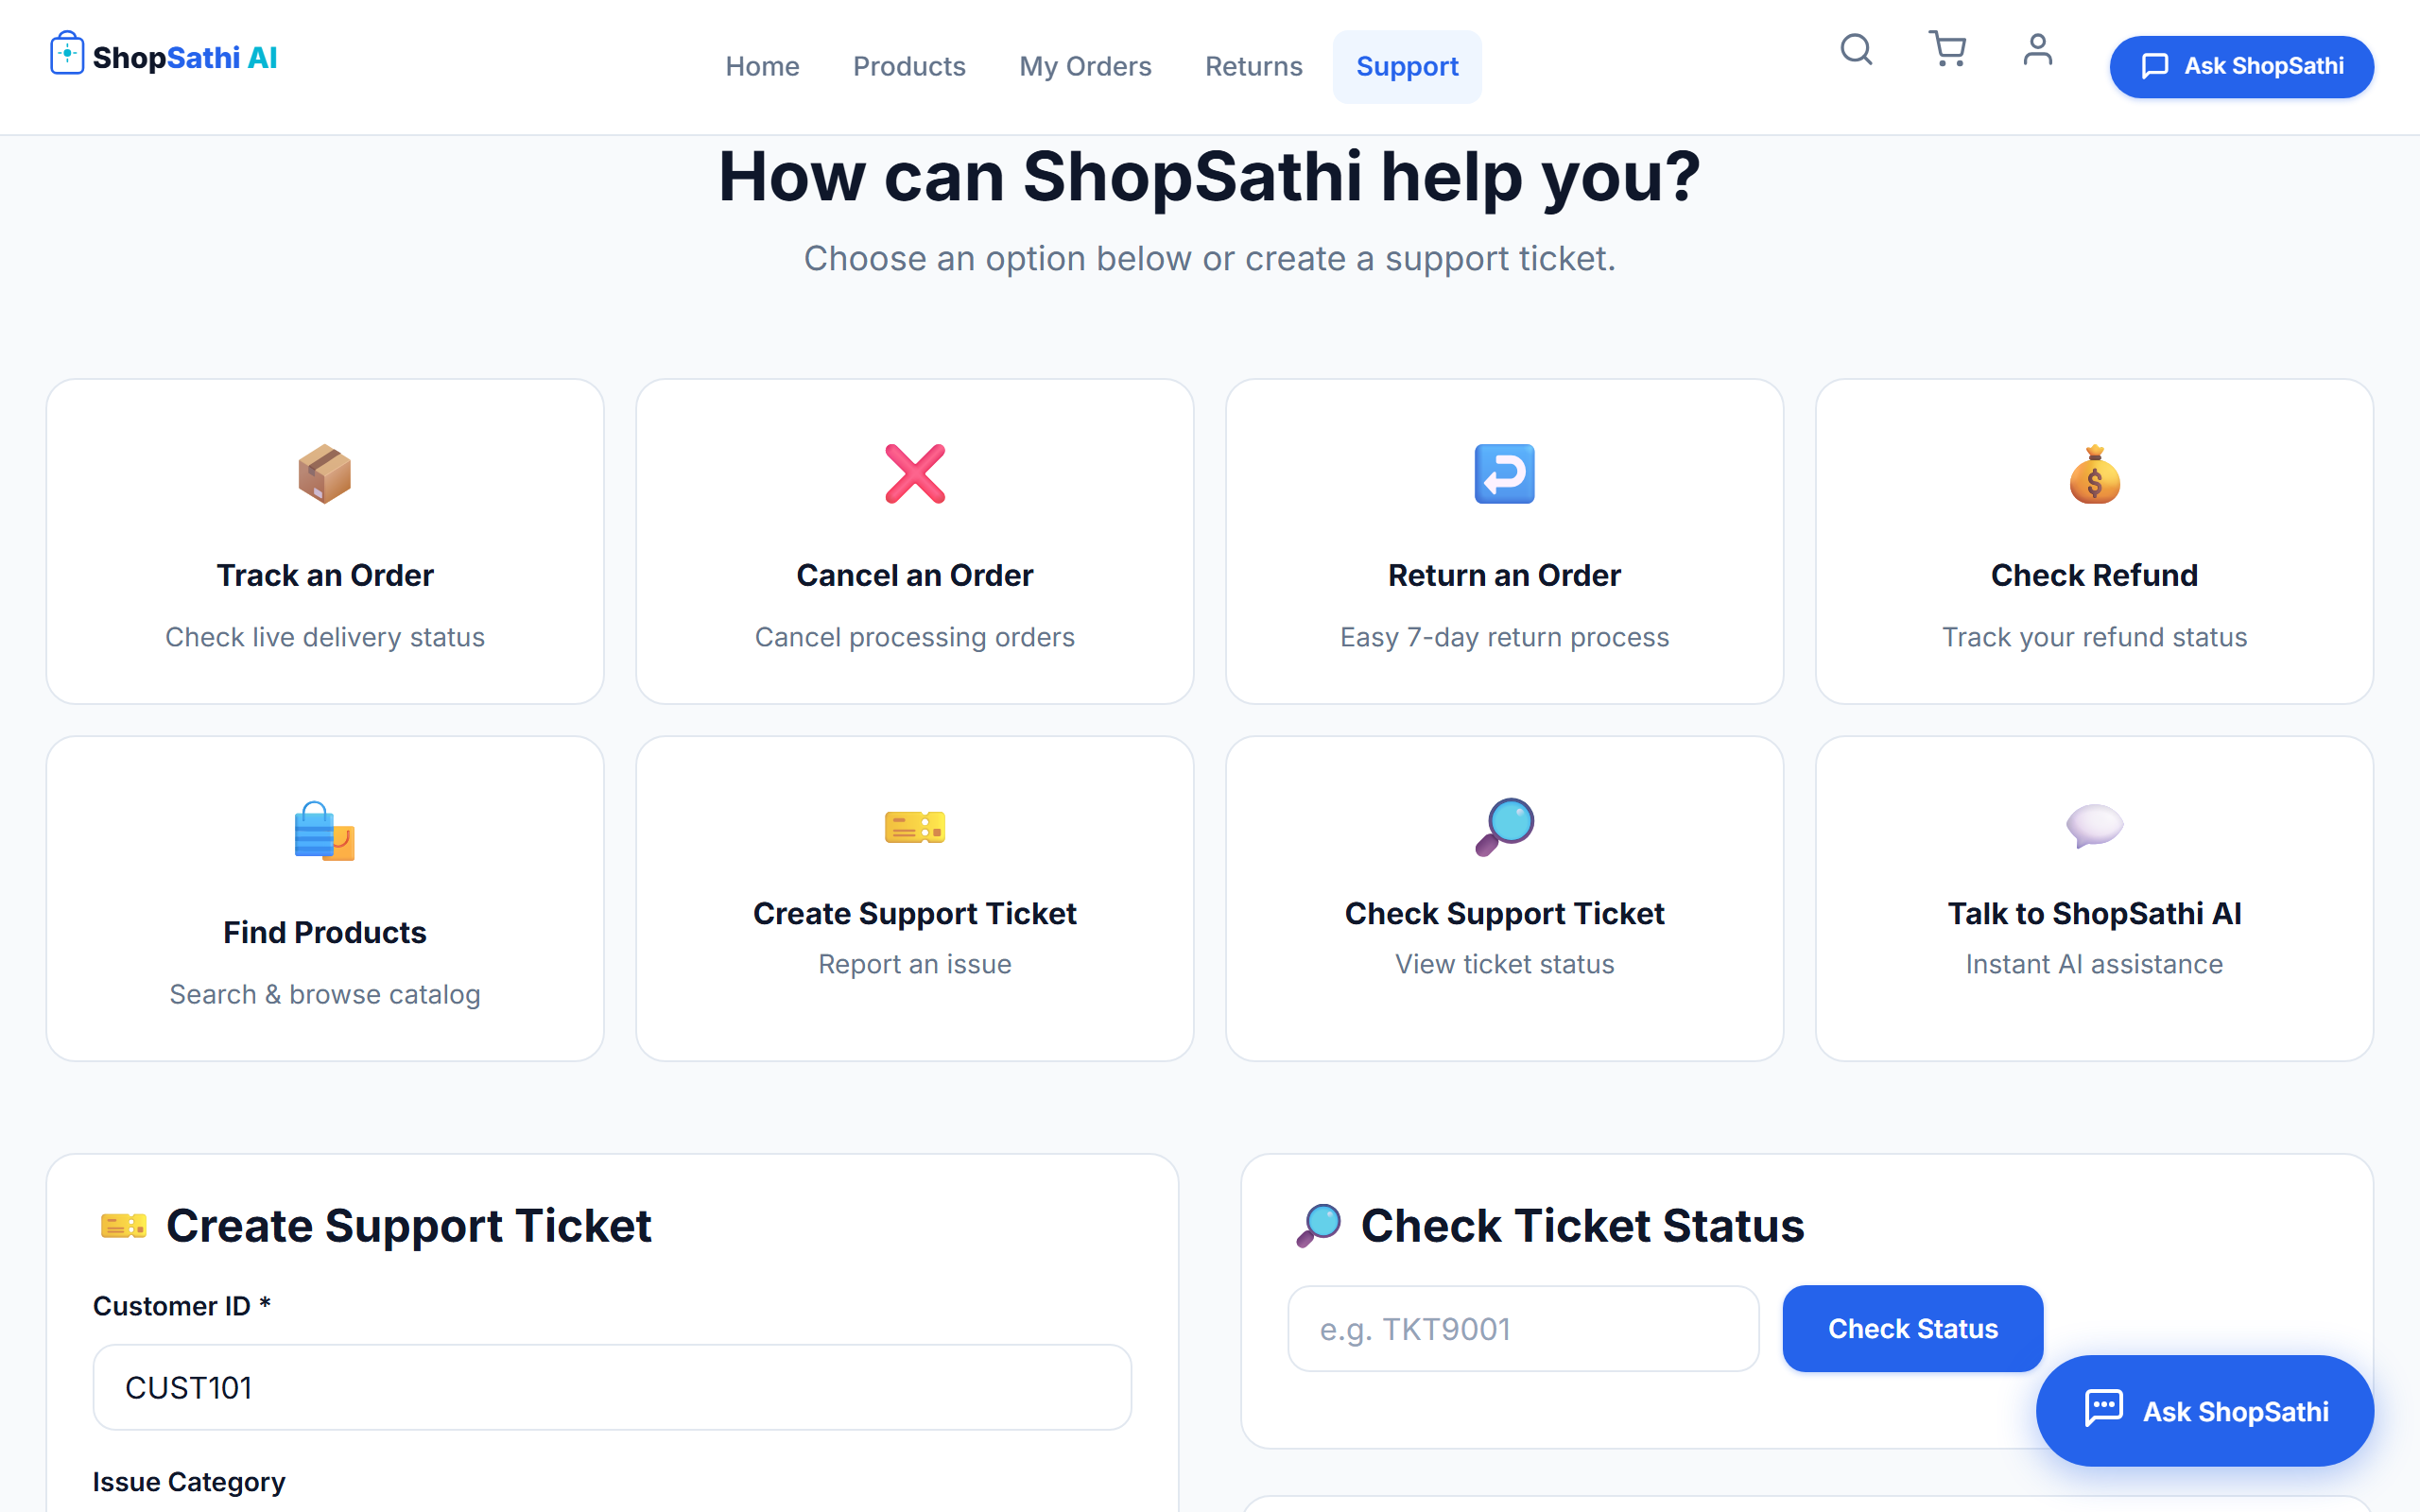 ShopSathi AI
Home
Products
My Orders
Returns
Support
Ask ShopSathi
How can ShopSathi help you?
Choose an option below or create a support ticket.
Track an Order
Check live delivery status
Cancel an Order
Cancel processing orders
Return an Order
Easy 7-day return process
Check Refund
Track your refund status
Find Products
Search & browse catalog
Create Support Ticket
Report an issue
Check Support Ticket
View ticket status
Talk to ShopSathi AI
Instant AI assistance
Create Support Ticket
Customer ID *
CUST101
Issue Category
Check Ticket Status
e.g. TKT9001
Check Status
Ask ShopSathi